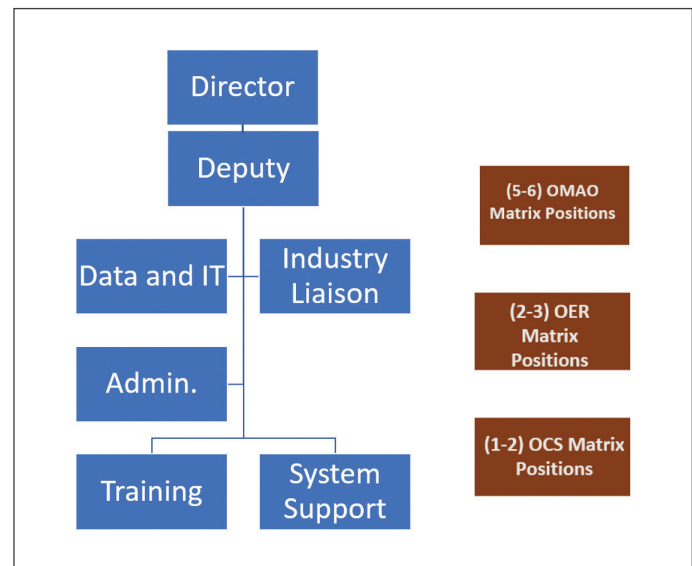 Director
Deputy
Data and IT
Industry
Liaison
Admin.
Training
System
Support
(5-6) OMAO
Matrix Positions
(2-3) OER
Matrix
Positions
(1-2) OCS Matrix
Positions